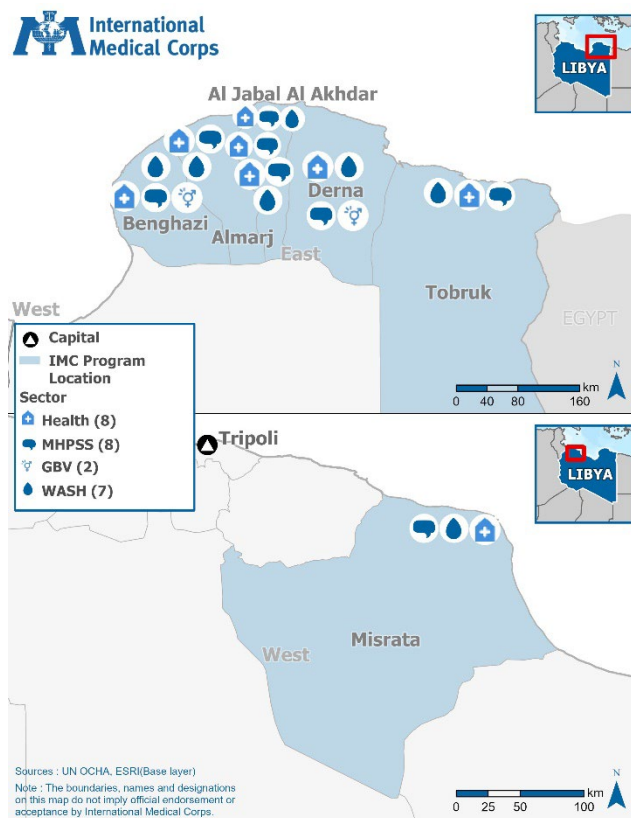 International
Medical Corps
LIBYA
Al Jabal Al Akhdar
Derna
Benghazi
Almarj
East
Tobruk
West
EGYPT
Capital
IMC Program
Location
Sector
Health (8)
MHPSS (8)
GBV (2)
WASH (7)
km
0 40 80 160
Tripoli
LIBYA
Misrata
West
Sources : UN OCHA, ESRI(Base layer)
Note : The boundaries, names and designations
on this map do not imply official endorsement or
acceptance by International Medical Corps.
km
0 25 50 100